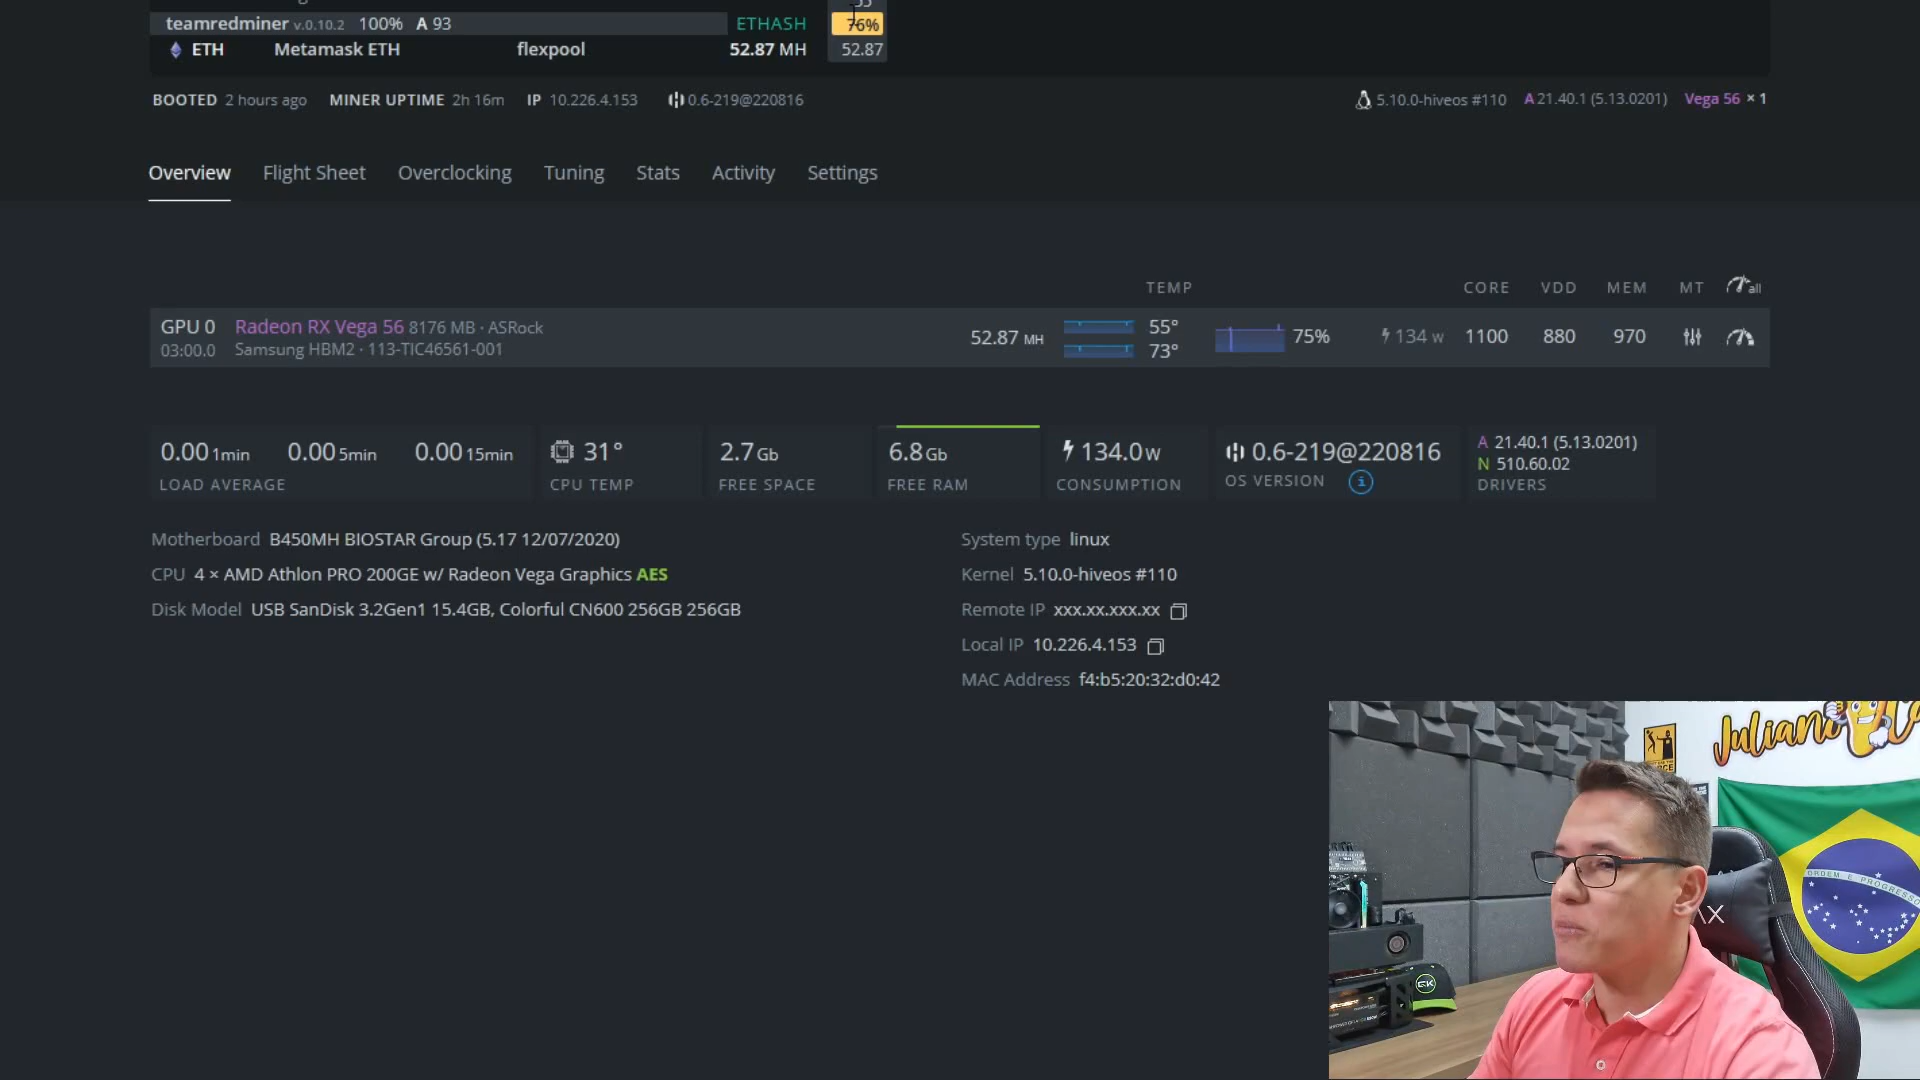 teamredminer v.0.10.2 100% A 93 ETHASH 76%
ETH Metamask ETH flexpool 52.87 MH 52.87
BOOTED 2 hours ago MINER UPTIME 2h 16m IP 10.226.4.153 0.6-219@220816 5.10.0-hiveos #110 A 21.40.1 (5.13.0201) Vega 56 × 1
Overview Flight Sheet Overclocking Tuning Stats Activity Settings
TEMP CORE VDD MEM MT all
GPU 0 Radeon RX Vega 56 8176 MB · ASRock
03:00.0 Samsung HBM2 · 113-TIC46561-001
52.87 MH 55° 73° 75% 134 W 1100 880 970
0.00 1min 0.00 5min 0.00 15min
LOAD AVERAGE
31°
CPU TEMP
2.7 Gb
FREE SPACE
6.8 Gb
FREE RAM
134.0 W
CONSUMPTION
0.6-219@220816
OS VERSION i
A 21.40.1 (5.13.0201)
N 510.60.02
DRIVERS
Motherboard B450MH BIOSTAR Group (5.17 12/07/2020)
CPU 4 × AMD Athlon PRO 200GE w/ Radeon Vega Graphics AES
Disk Model USB SanDisk 3.2Gen1 15.4GB, Colorful CN600 256GB 256GB
System type linux
Kernel 5.10.0-hiveos #110
Remote IP xxx.xx.xxx.xx
Local IP 10.226.4.153
MAC Address f4:b5:20:32:d0:42
Juliano
ORDEM E PROGRESSO